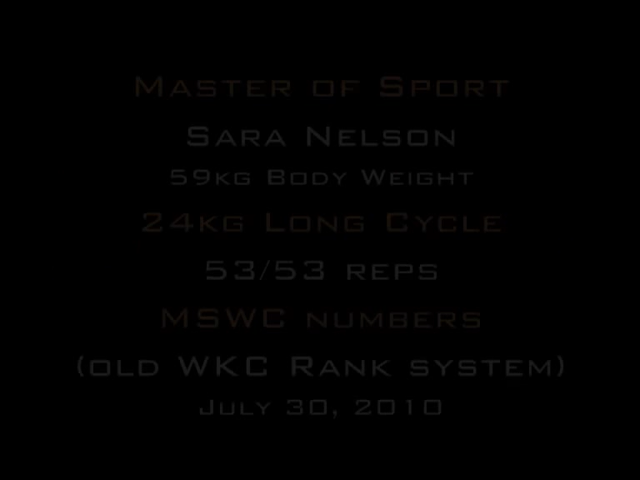 Master of Sport
Sara Nelson
59kg Body Weight
24kg Long Cycle
53/53 reps
MSWC numbers
(old WKC Rank system)
July 30, 2010